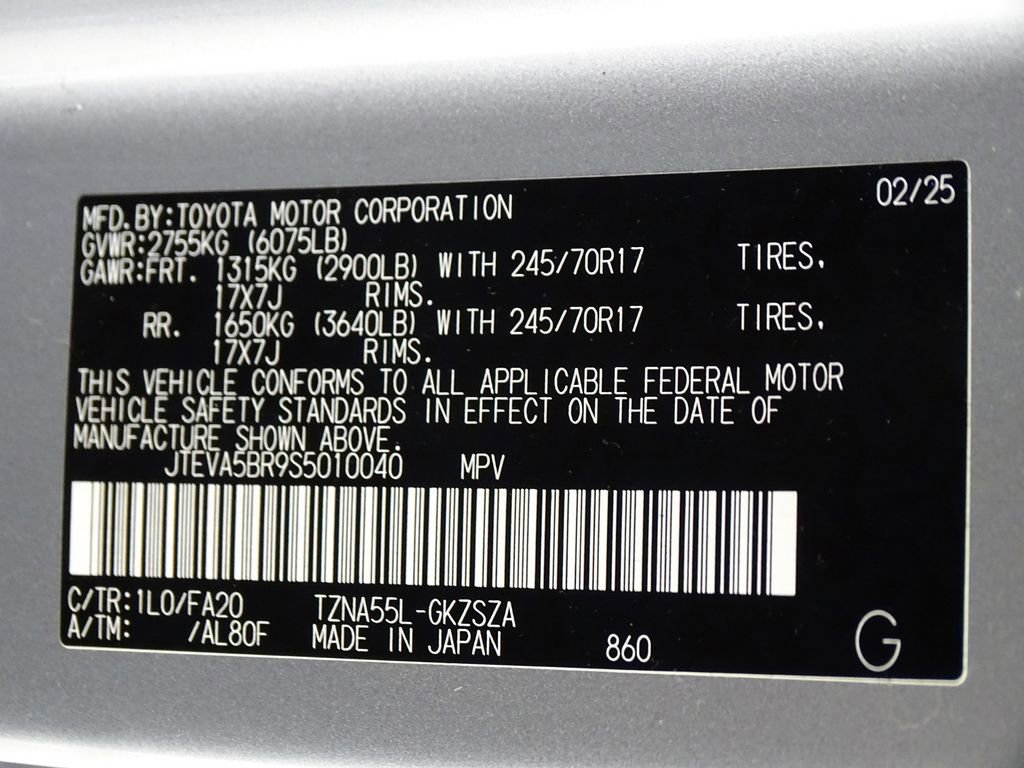 02/25
MFD.BY:TOYOTA MOTOR CORPORATION
GVWR:2755KG (6075LB)
GAWR:FRT. 1315KG (2900LB) WITH 245/70R17 TIRES.
17X7J RIMS.
RR. 1650KG (3640LB) WITH 245/70R17 TIRES.
17X7J RIMS.
THIS VEHICLE CONFORMS TO ALL APPLICABLE FEDERAL MOTOR
VEHICLE SAFETY STANDARDS IN EFFECT ON THE DATE OF
MANUFACTURE SHOWN ABOVE.
JTEVA5BR9S5010040 MPV
C/TR:1L0/FA20 TZNA55L-GKZSZA
A/TM: /AL80F MADE IN JAPAN 860
G